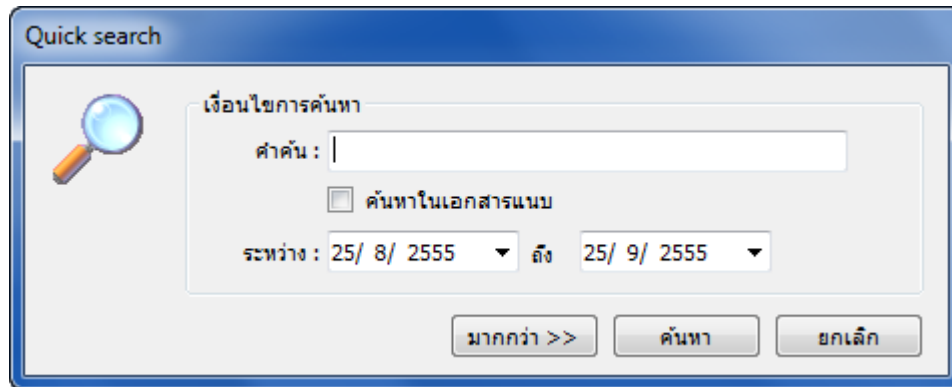 Quick search
เงื่อนไขการค้นหา
คำค้น :
ค้นหาในเอกสารแนบ
ระหว่าง : 25/ 8/ 2555 ถึง 25/ 9/ 2555
มากกว่า >> ค้นหา ยกเลิก